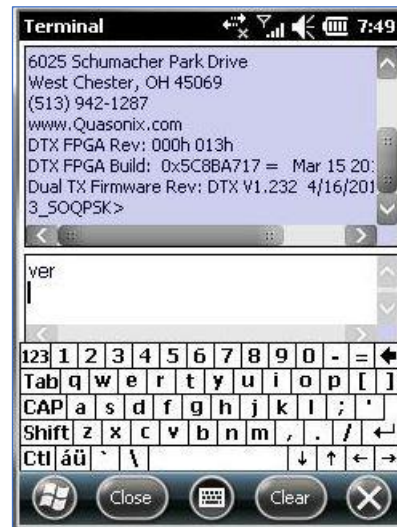 Terminal 7:49
6025 Schumacher Park Drive
West Chester, OH 45069
(513) 942-1287
www.Quasonix.com
DTX FPGA Rev: 000h 013h
DTX FPGA Build: 0x5C8BA717 = Mar 15 20
Dual TX Firmware Rev: DTX V1.232 4/16/201
3_SOQPSK>
ver
123 1 2 3 4 5 6 7 8 9 0 - =
Tab q w e r t y u i o p [ ]
CAP a s d f g h j k l ; '
Shift z x c v b n m , . /
Ctl áü ` \
Close Clear